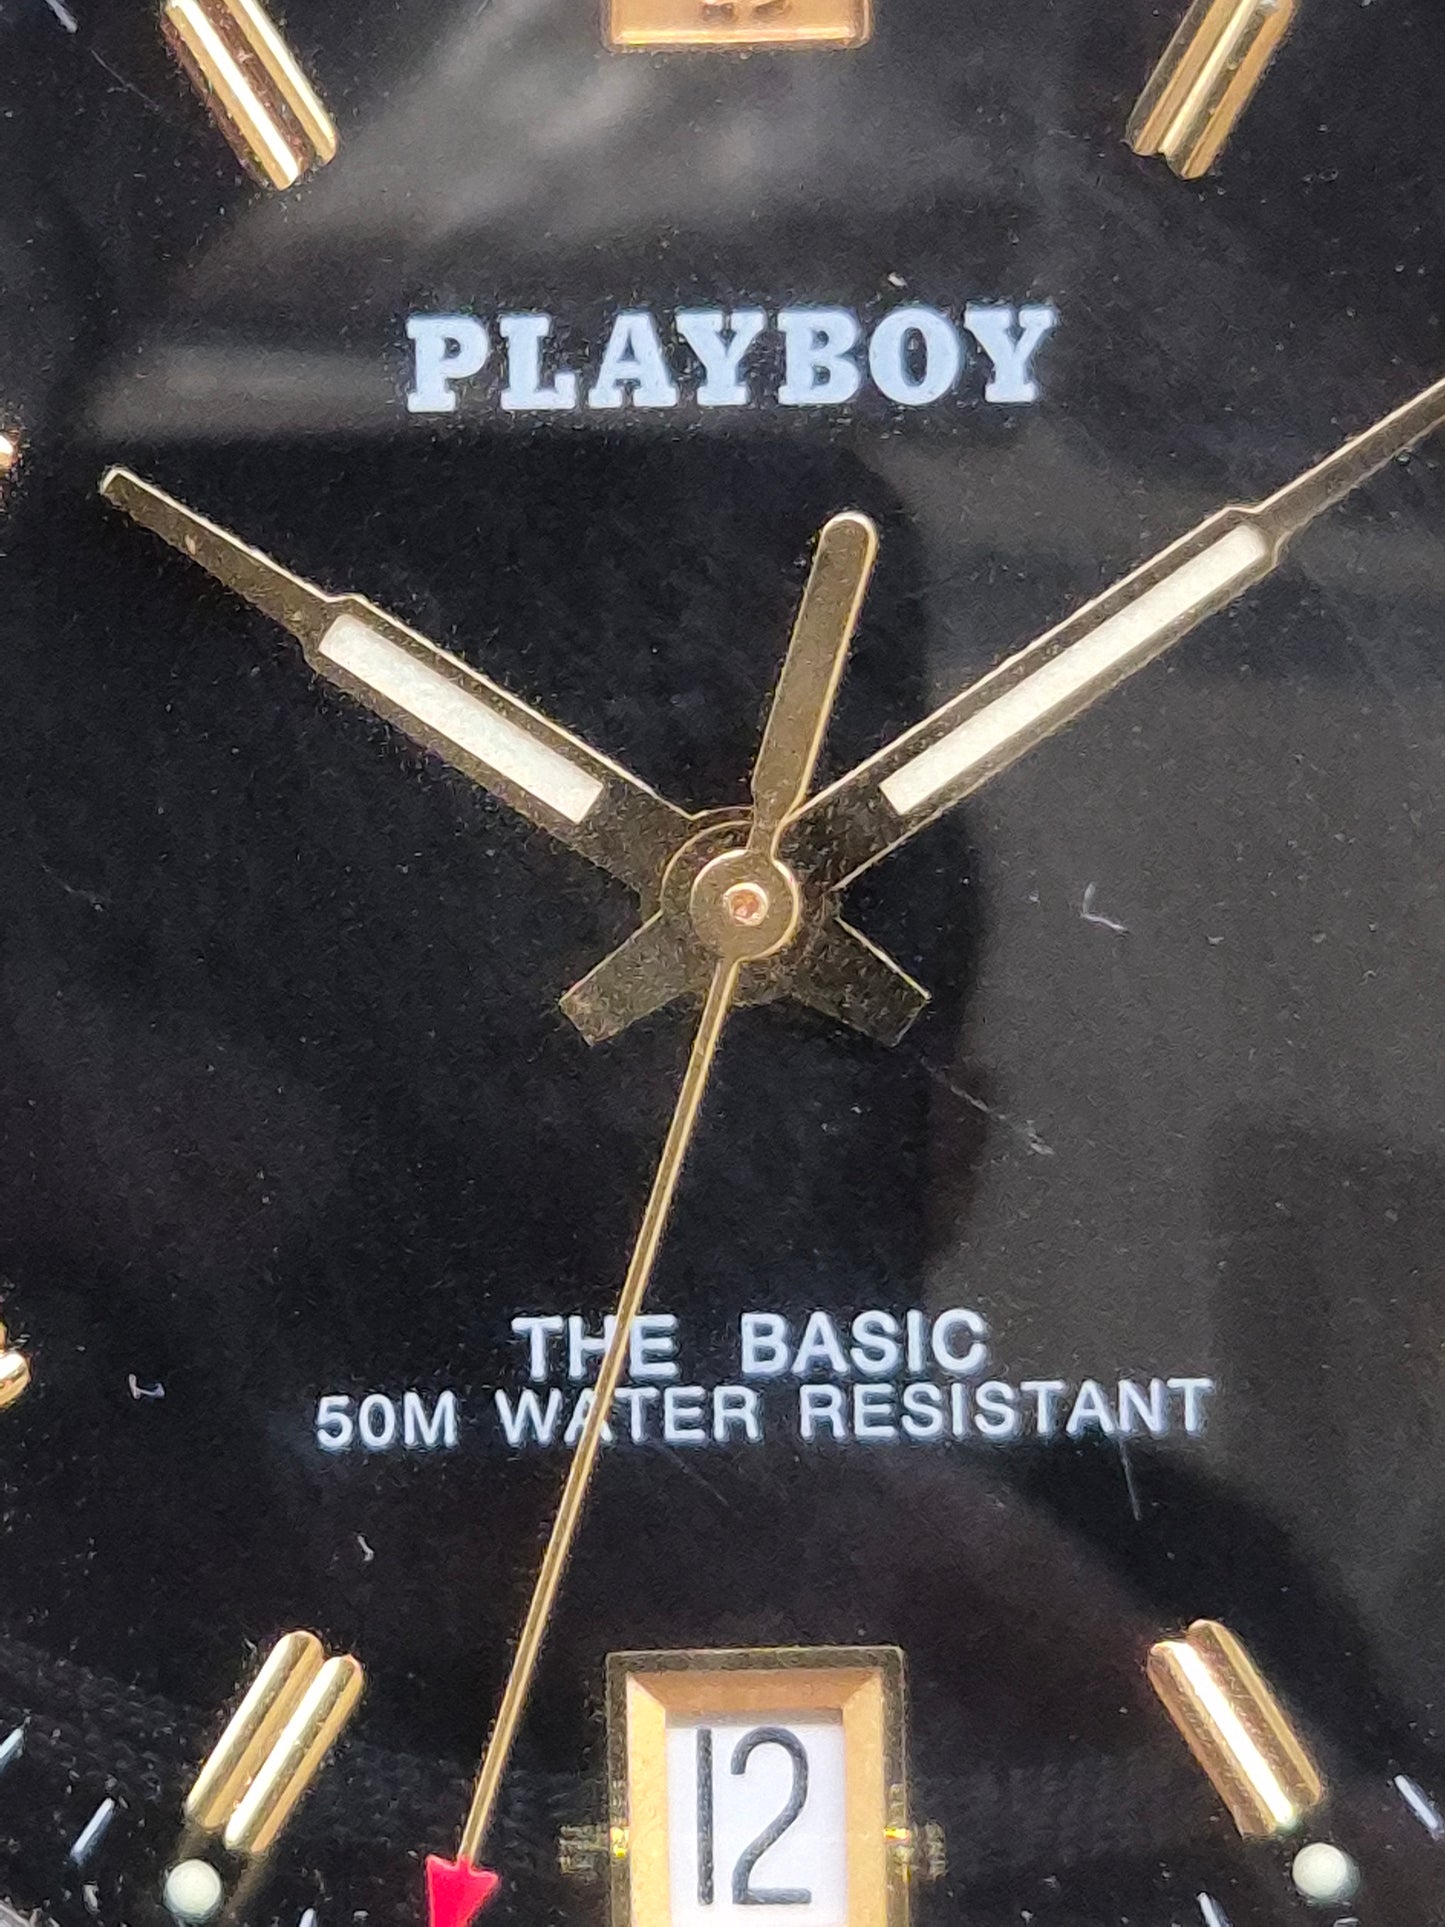 PLAYBOY
THE BASIC
50M WATER RESISTANT
12